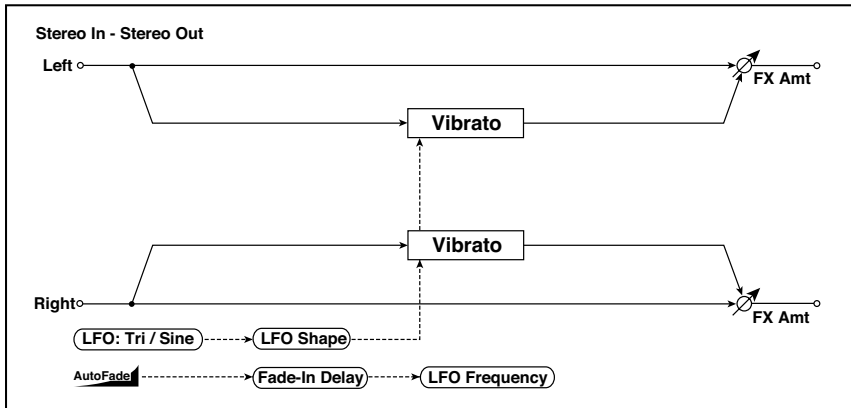 Stereo In - Stereo Out
Left
FX Amt
Vibrato
Vibrato
Right
FX Amt
LFO: Tri / Sine
LFO Shape
AutoFade
Fade-In Delay
LFO Frequency